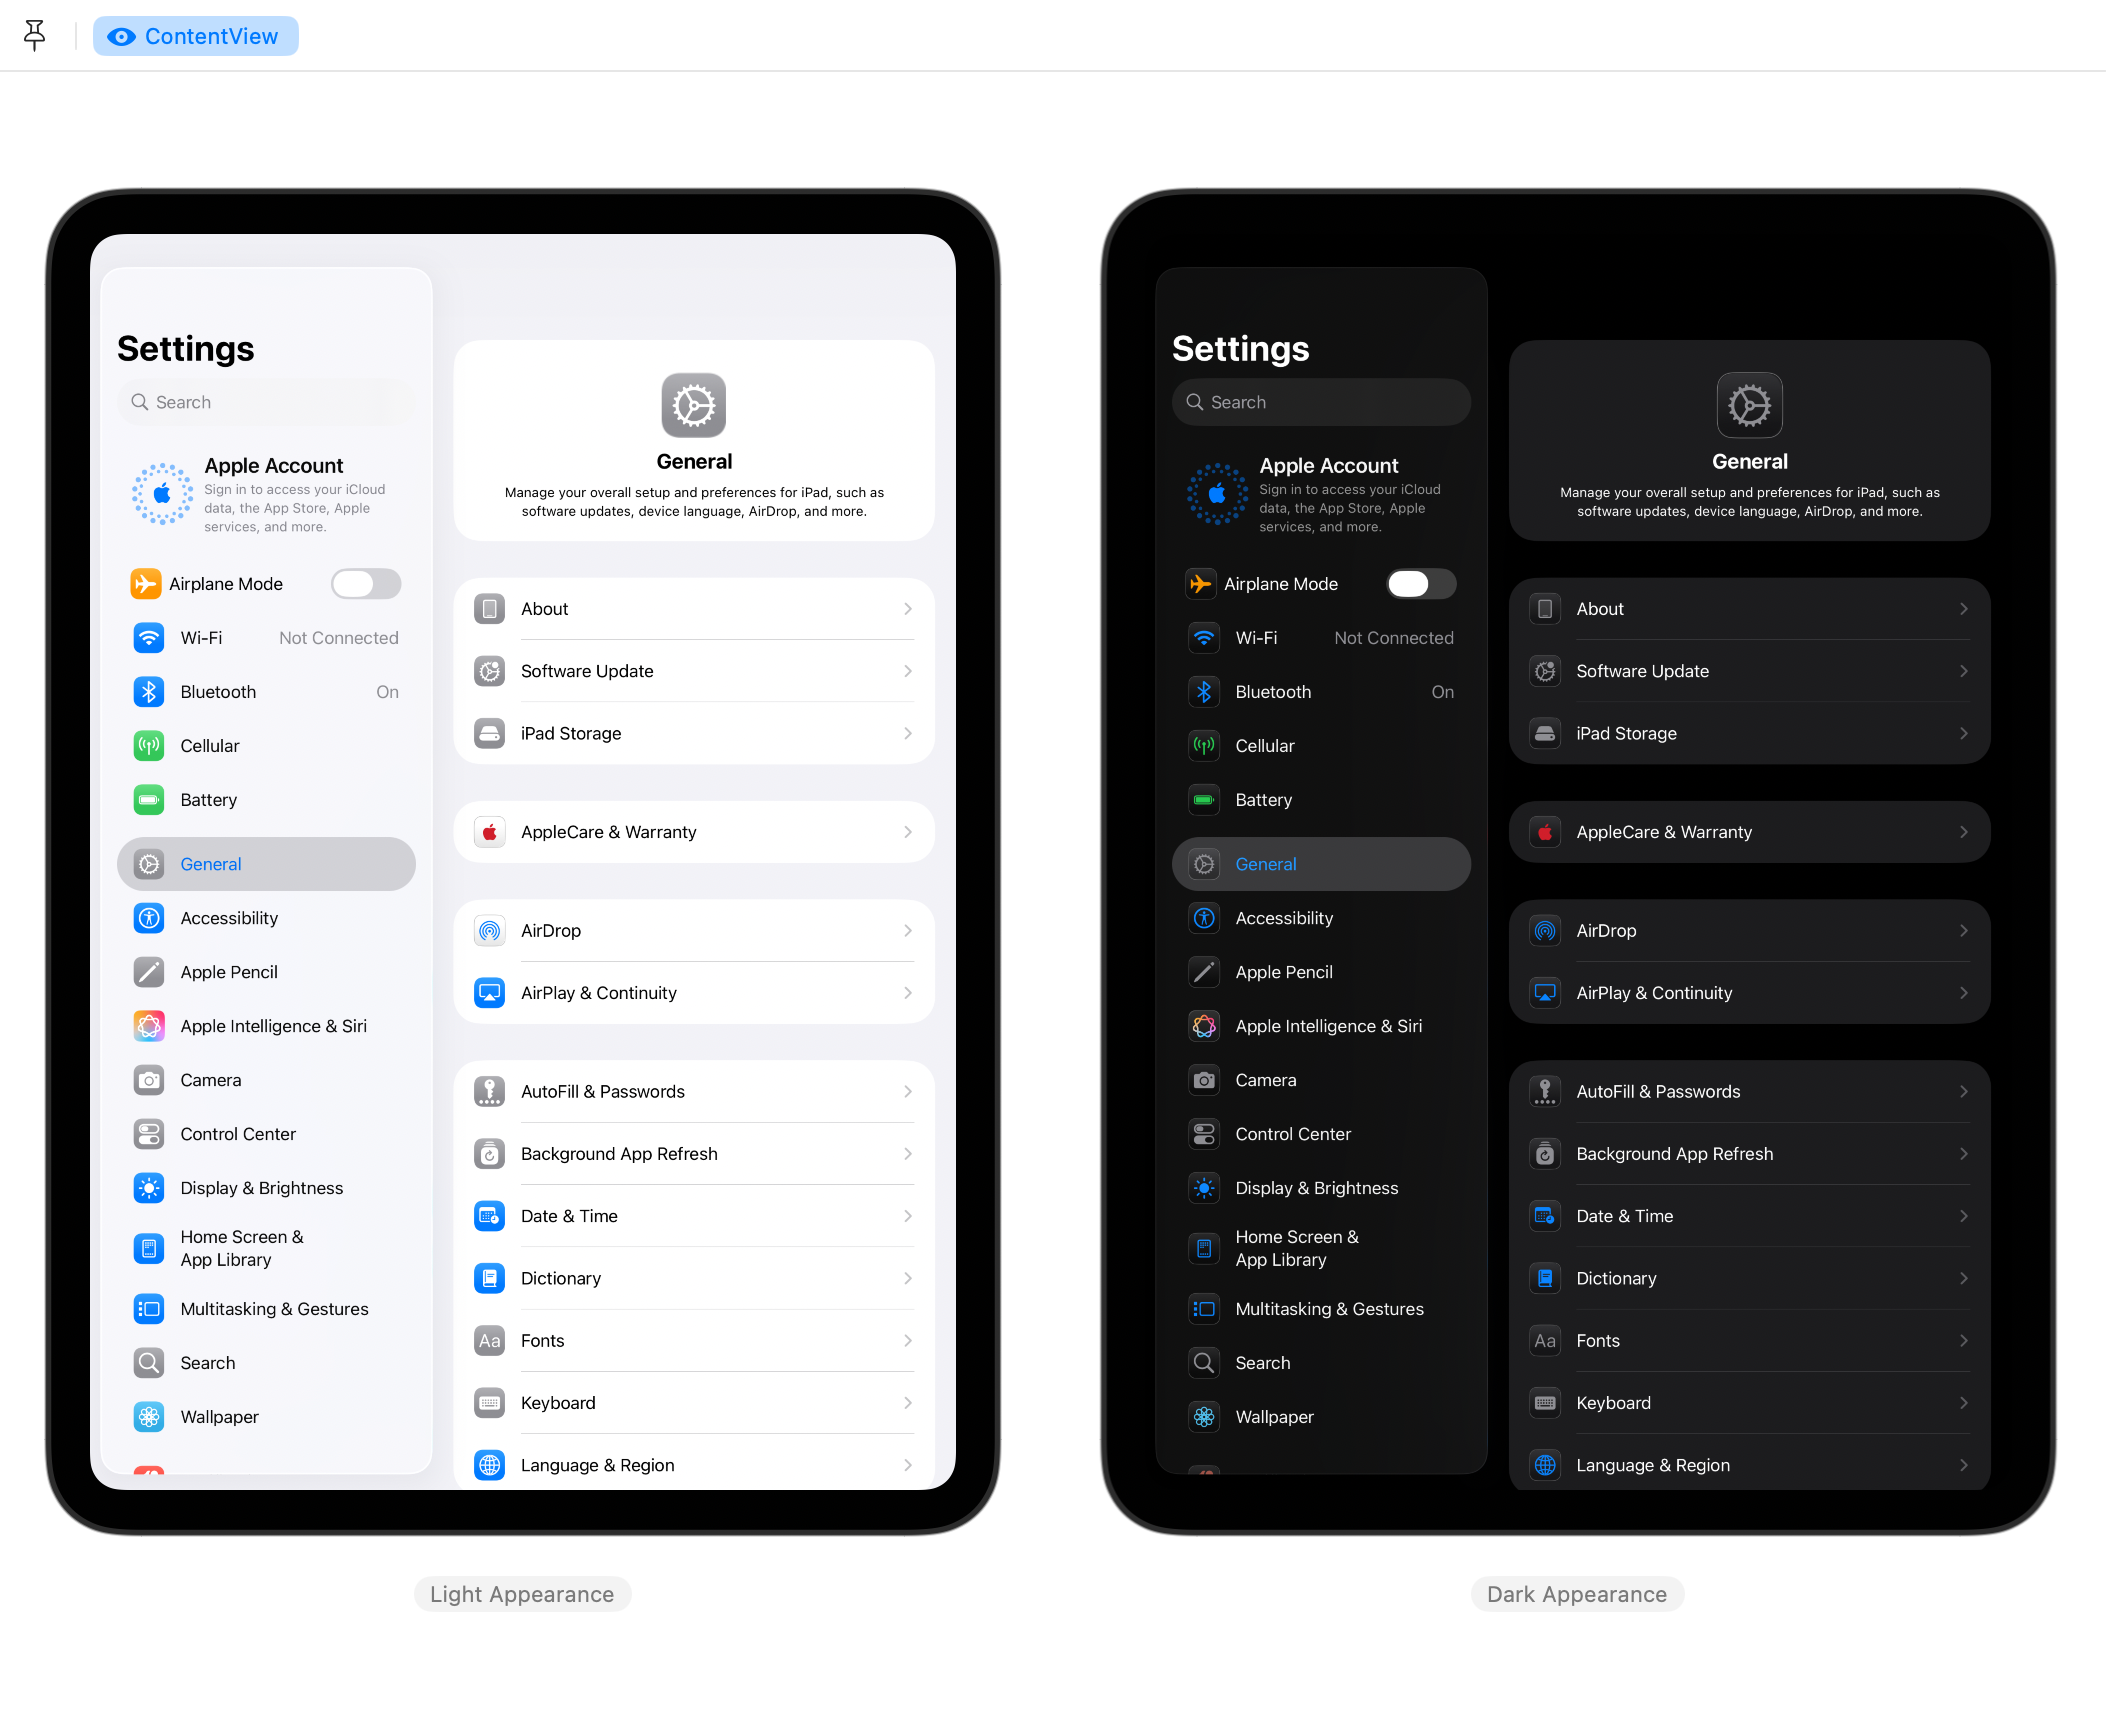 ContentView
Settings
Search
Apple Account
Sign in to access your iCloud
data, the App Store, Apple
services, and more.
Airplane Mode
Wi-Fi Not Connected
Bluetooth On
Cellular
Battery
General
Accessibility
Apple Pencil
Apple Intelligence & Siri
Camera
Control Center
Display & Brightness
Home Screen &
App Library
Multitasking & Gestures
Search
Wallpaper
General
Manage your overall setup and preferences for iPad, such as
software updates, device language, AirDrop, and more.
About
Software Update
iPad Storage
AppleCare & Warranty
AirDrop
AirPlay & Continuity
AutoFill & Passwords
Background App Refresh
Date & Time
Dictionary
Aa Fonts
Keyboard
Language & Region
Light Appearance
Settings
Search
Apple Account
Sign in to access your iCloud
data, the App Store, Apple
services, and more.
Airplane Mode
Wi-Fi Not Connected
Bluetooth On
Cellular
Battery
General
Accessibility
Apple Pencil
Apple Intelligence & Siri
Camera
Control Center
Display & Brightness
Home Screen &
App Library
Multitasking & Gestures
Search
Wallpaper
General
Manage your overall setup and preferences for iPad, such as
software updates, device language, AirDrop, and more.
About
Software Update
iPad Storage
AppleCare & Warranty
AirDrop
AirPlay & Continuity
AutoFill & Passwords
Background App Refresh
Date & Time
Dictionary
Aa Fonts
Keyboard
Language & Region
Dark Appearance